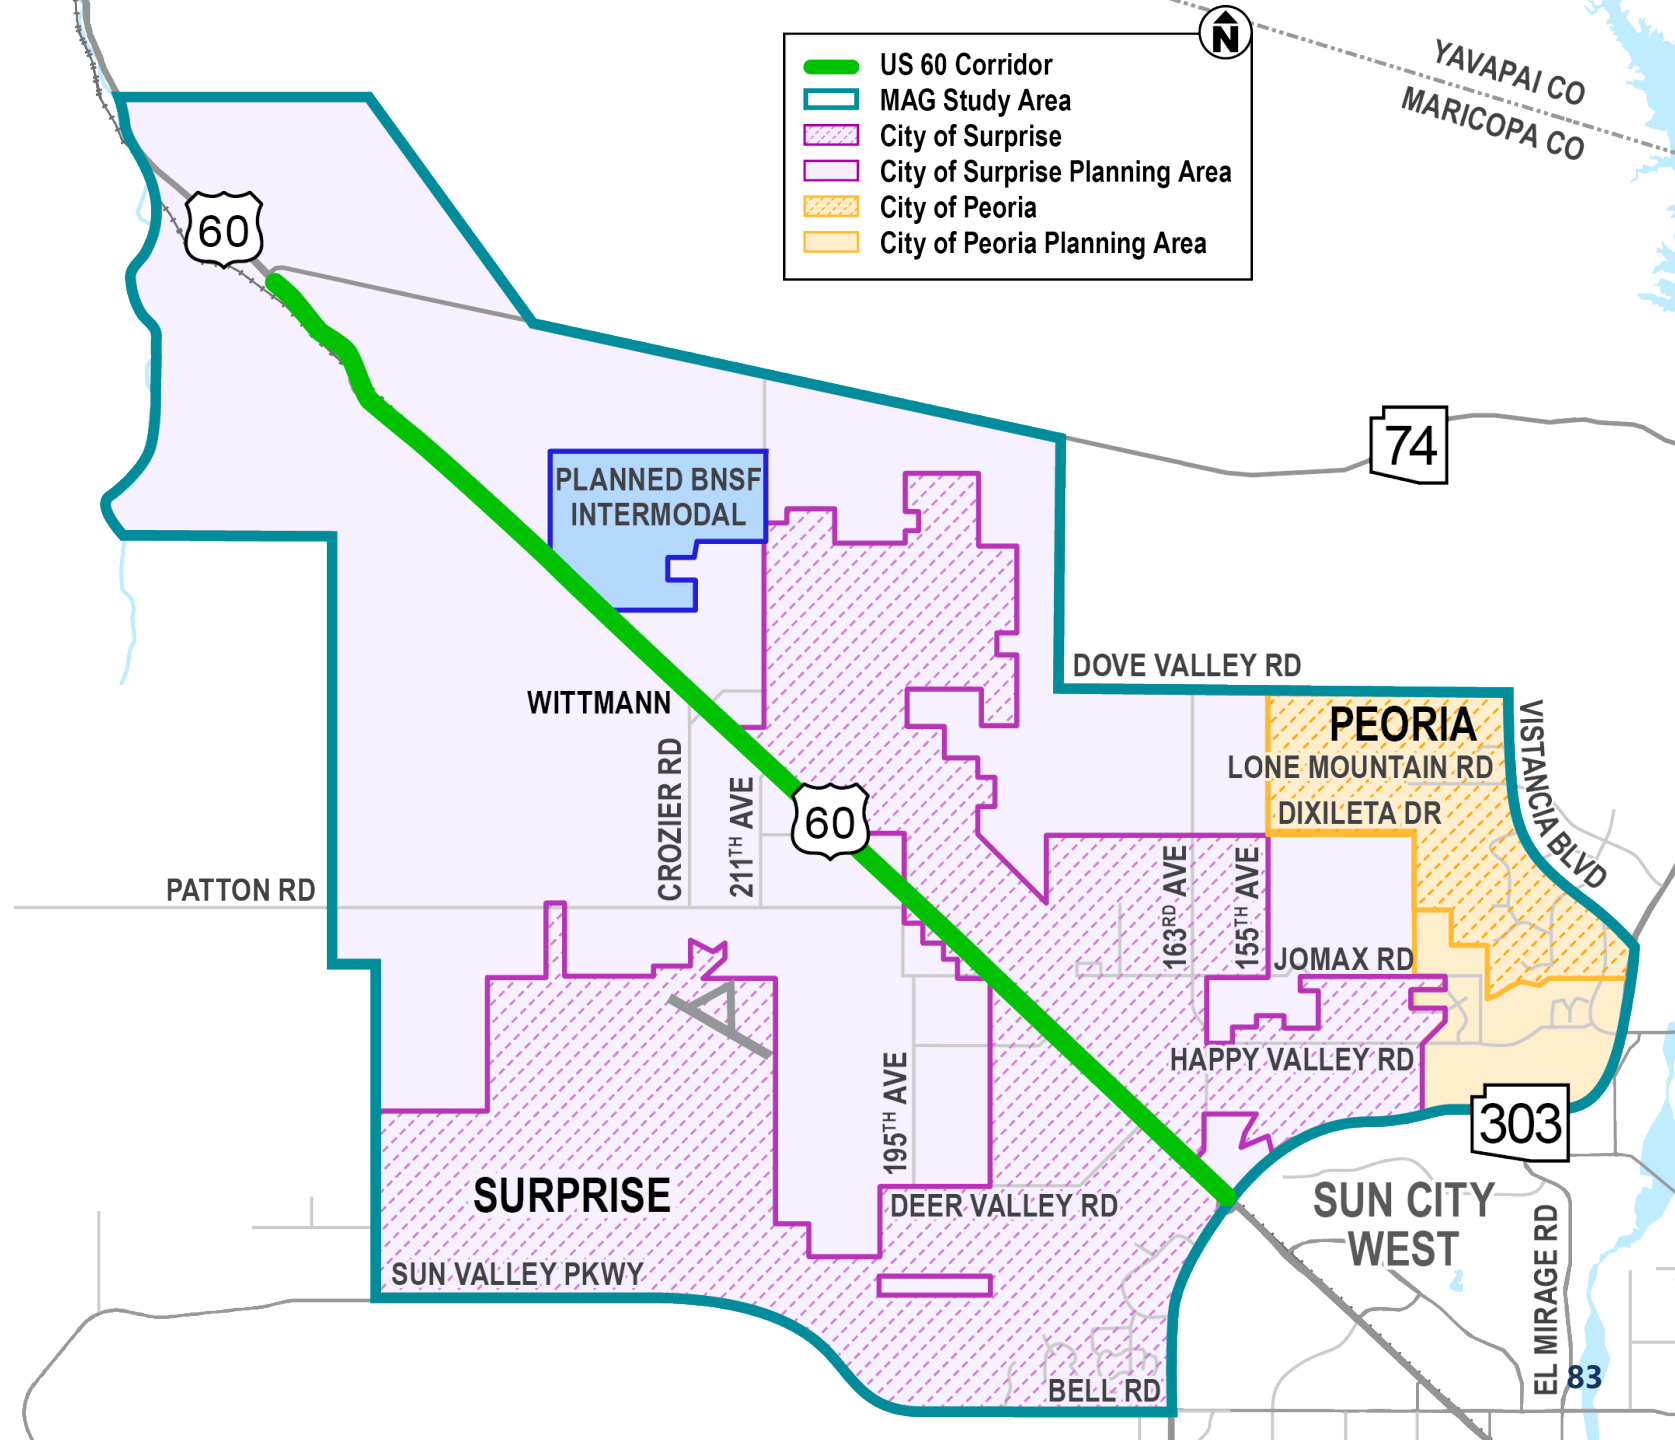 N
US 60 Corridor
MAG Study Area
City of Surprise
City of Surprise Planning Area
City of Peoria
City of Peoria Planning Area
YAVAPAI CO
MARICOPA CO
60
74
PLANNED BNSF
INTERMODAL
DOVE VALLEY RD
WITTMANN
PEORIA
VISTANCIA BLVD
LONE MOUNTAIN RD
DIXILETA DR
CROZIER RD
211TH AVE
60
PATTON RD
163RD AVE
155TH AVE
JOMAX RD
HAPPY VALLEY RD
195TH AVE
303
SURPRISE
DEER VALLEY RD
SUN CITY
WEST
EL MIRAGE RD
SUN VALLEY PKWY
BELL RD
83